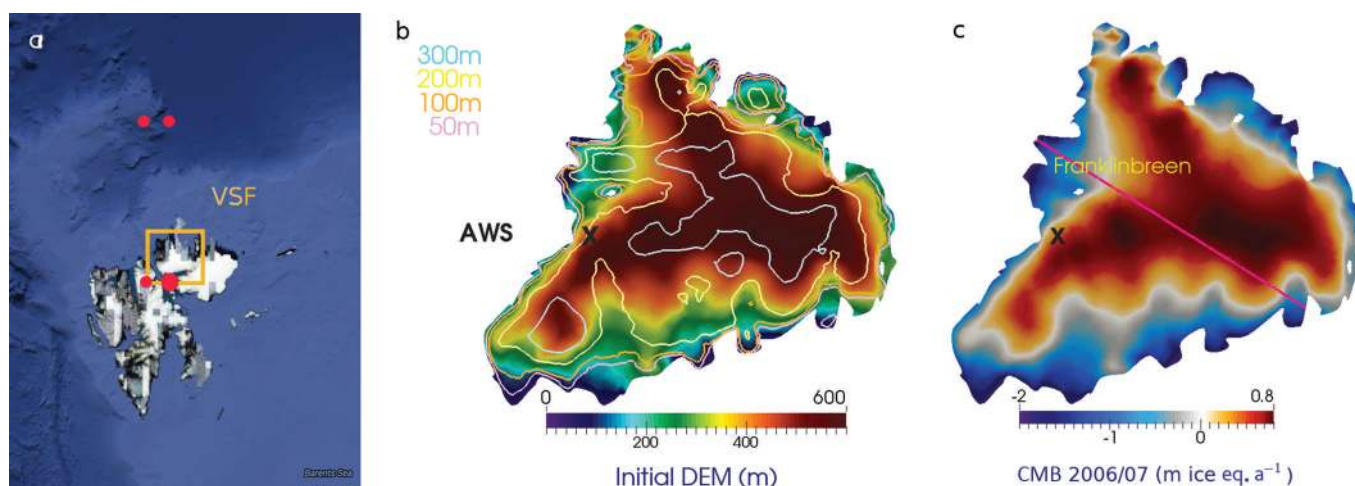 a
VSF
Barents Sea
b
300m
200m
100m
50m
AWS
x
0 600
200 400
Initial DEM (m)
c
Franklinbreen
x
-2 0.8
-1 0
CMB 2006/07 (m ice eq. a⁻¹)